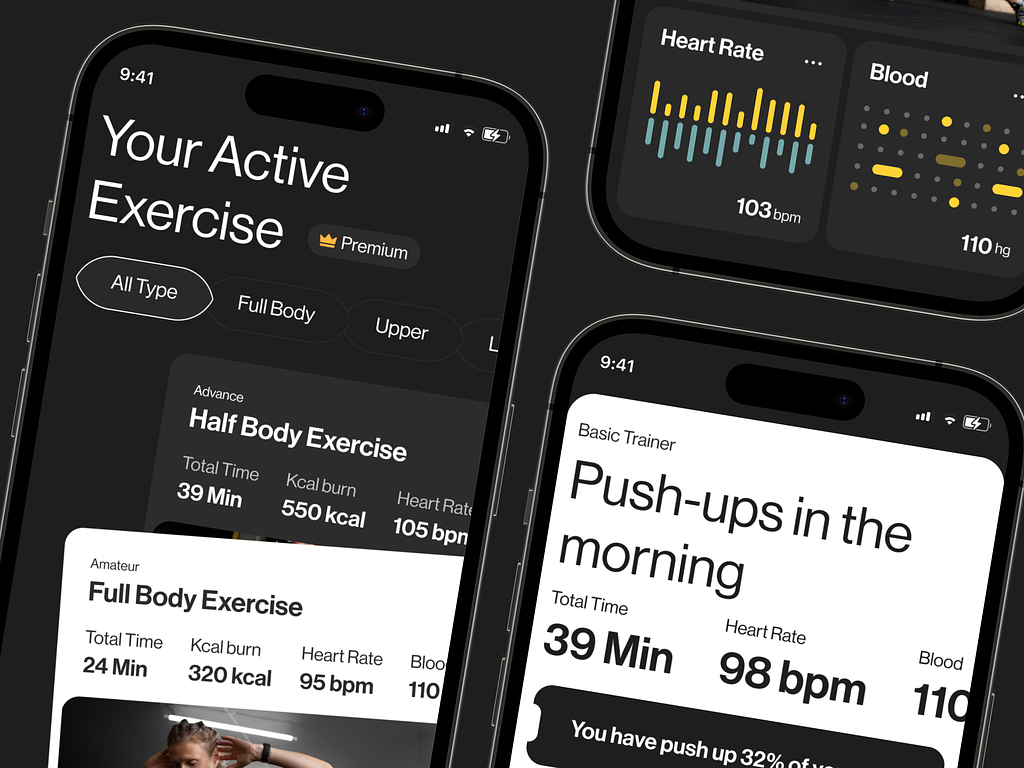 9:41
Your Active
Exercise
Premium
All Type
Full Body
Upper
L
Advance
Half Body Exercise
Total Time
Kcal burn
Heart Rate
39 Min
550 kcal
105 bpm
Amateur
Full Body Exercise
Total Time
Kcal burn
Heart Rate
Blood
24 Min
320 kcal
95 bpm
110
Heart Rate
103 bpm
Blood
110 hg
9:41
Basic Trainer
Push-ups in the
morning
Total Time
Heart Rate
Blood
39 Min
98 bpm
110
You have push up 32% of